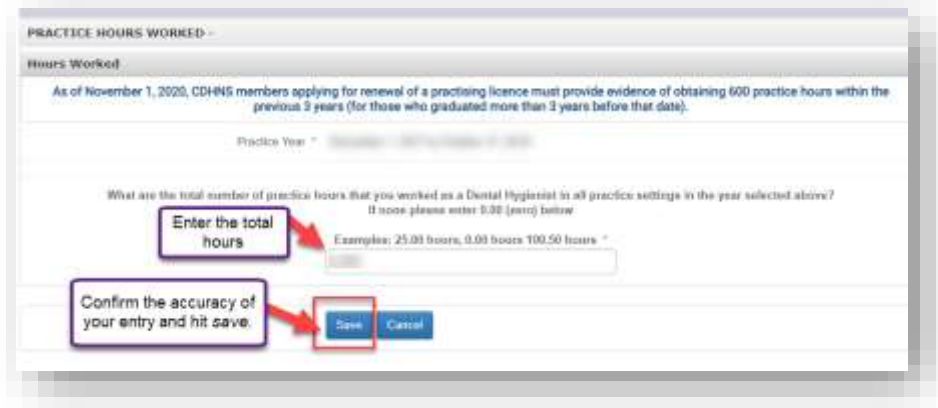 PRACTICE HOURS WORKED -
Hours Worked
As of November 1, 2020, CDHNS members applying for renewal of a practising licence must provide evidence of obtaining 600 practice hours within the
previous 3 years (for those who graduated more than 3 years before that date).
Practice Year *
What are the total number of practice hours that you worked as a Dental Hygienist in all practice settings in the year selected above?
If none please enter 0.00 (zero) below
Enter the total
hours
Examples: 25.00 hours, 0.00 hours 100.50 hours *
Confirm the accuracy of
your entry and hit save.
Save Cancel